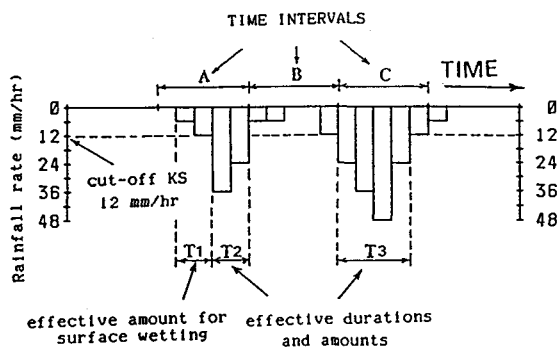 TIME INTERVALS
A B C TIME
Rainfall rate (mm/hr)
0 0
12 12
24 24
36 36
48 48
cut-off KS
12 mm/hr
T1 T2 T3
effective amount for
surface wetting
effective durations
and amounts